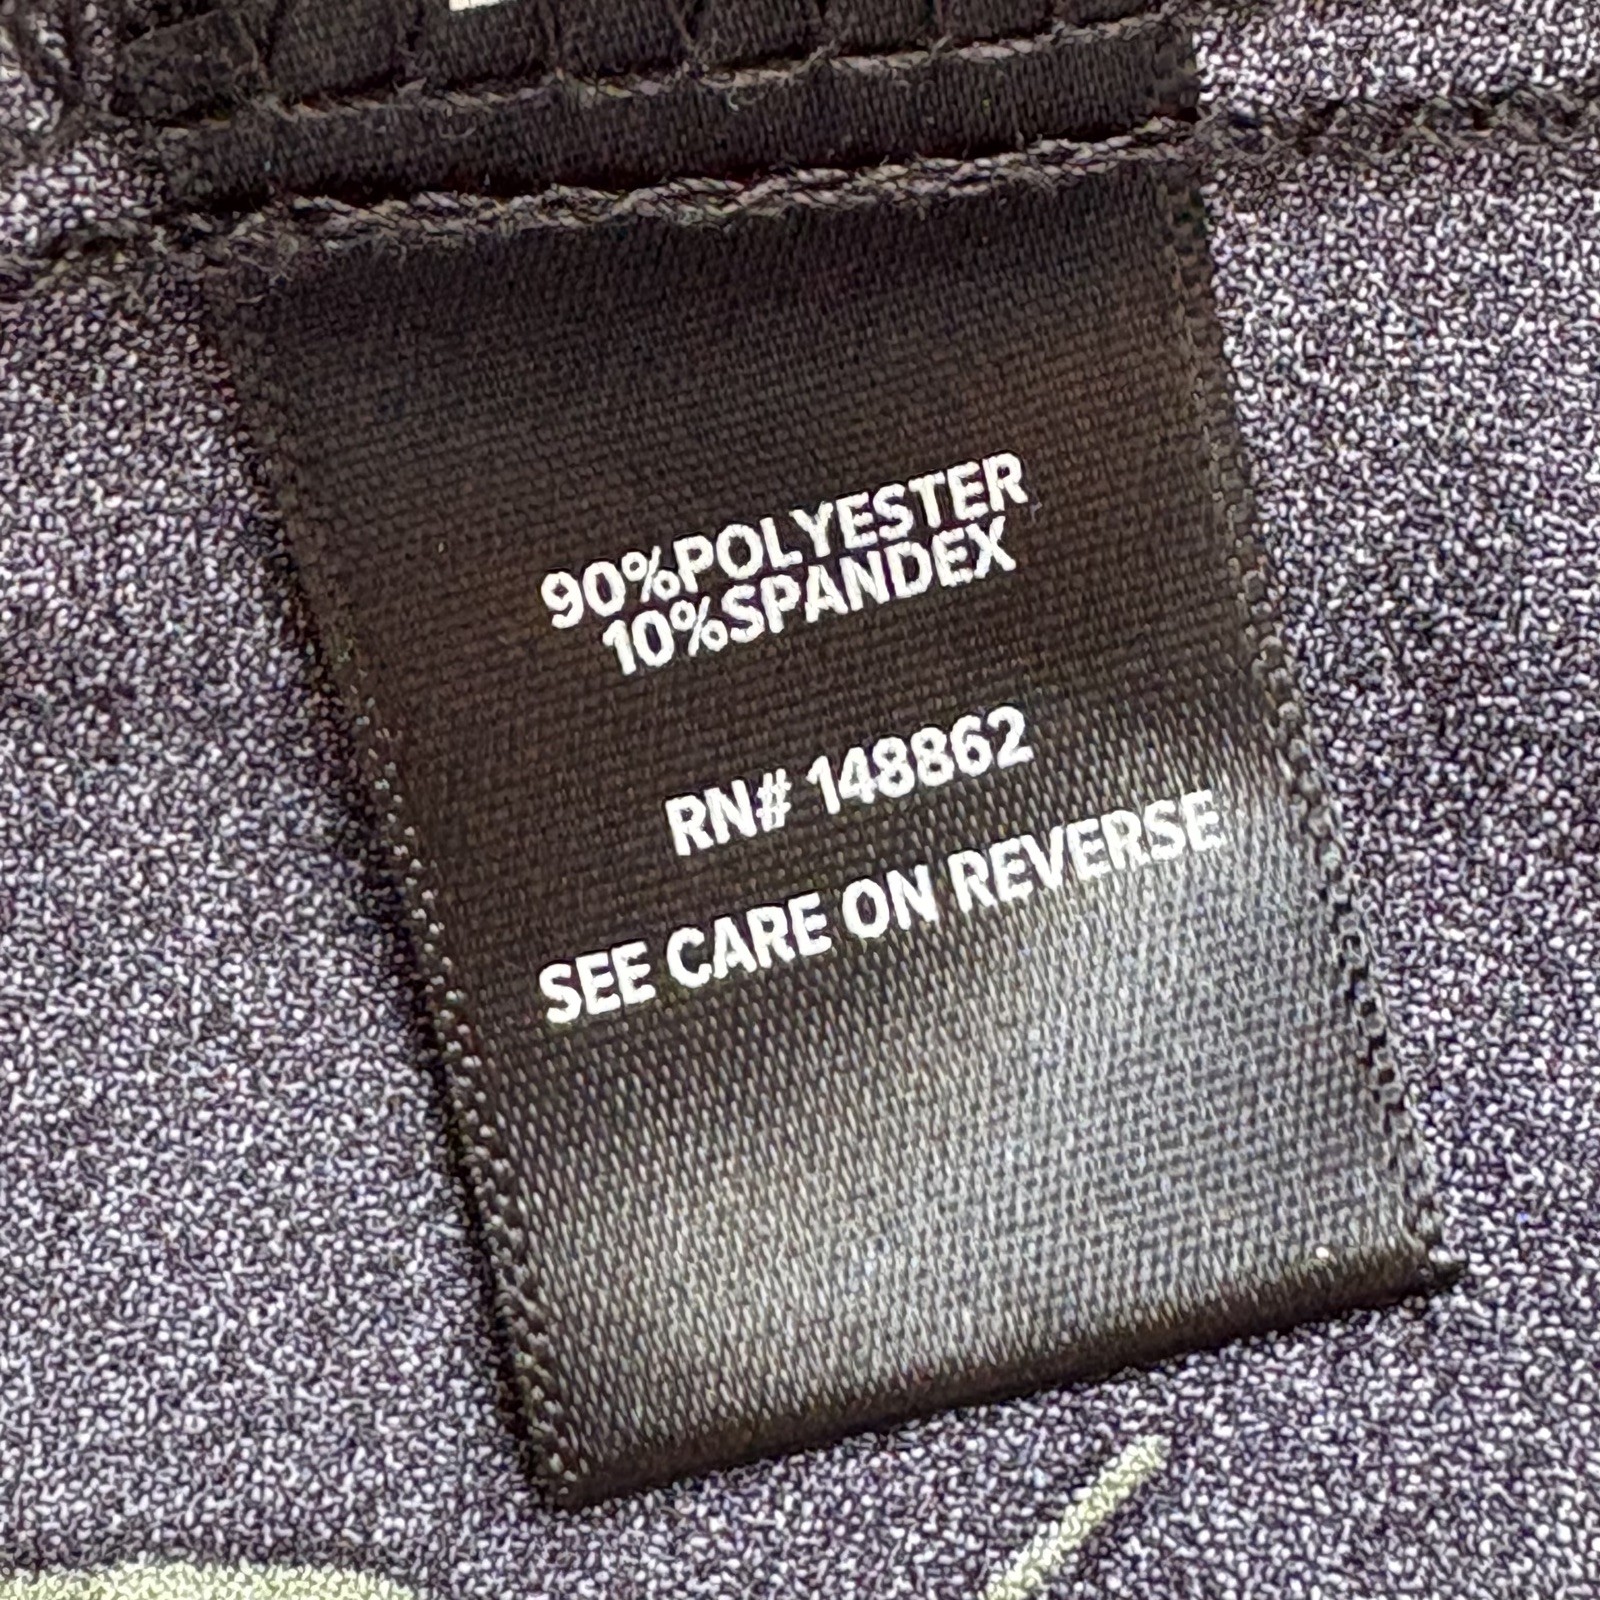 90%POLYESTER
10%SPANDEX
RN# 148862
SEE CARE ON REVERSE